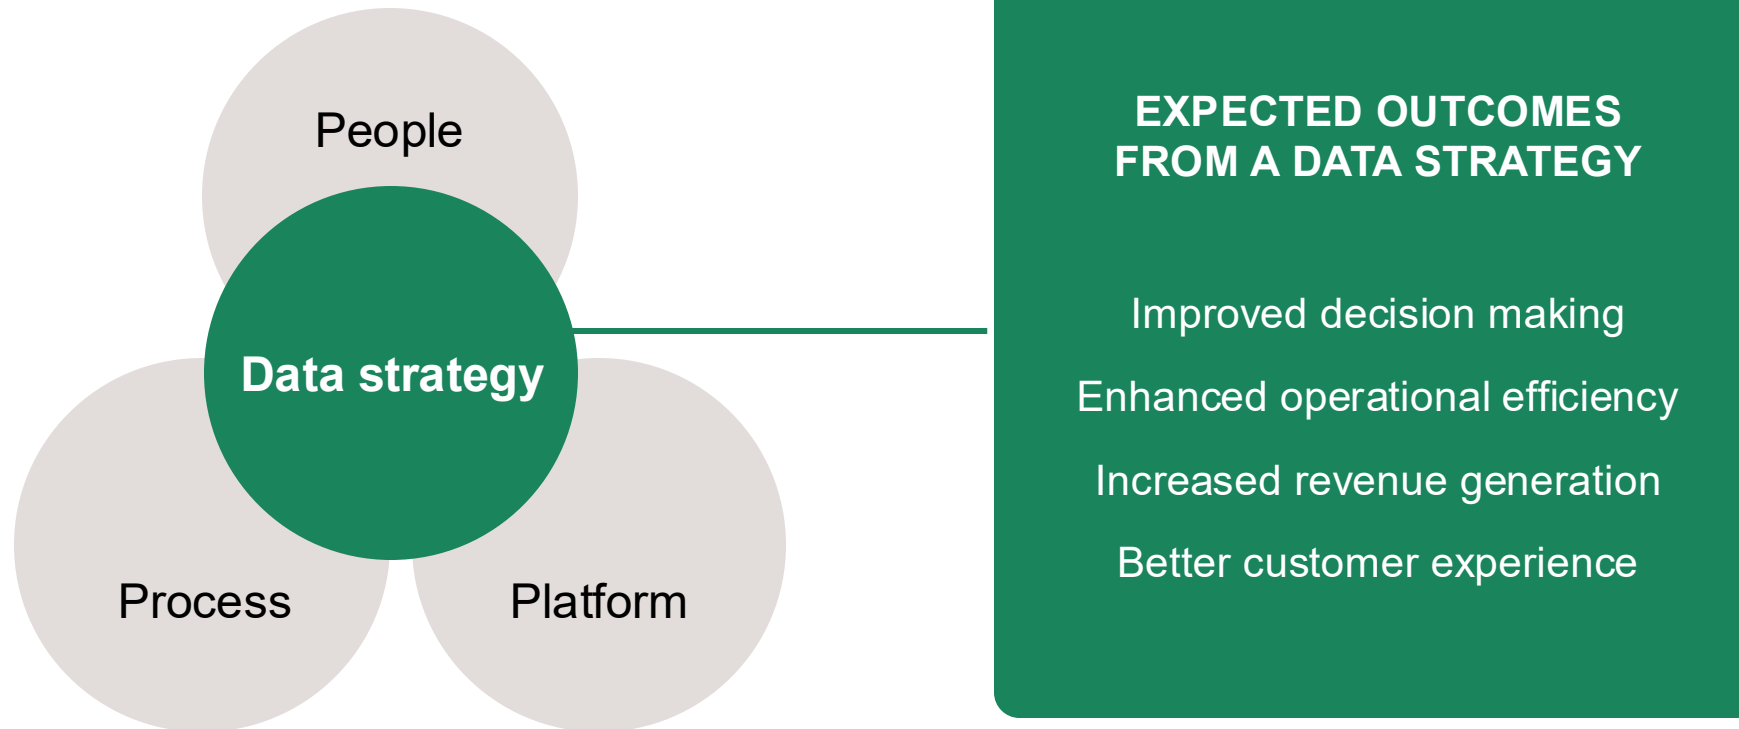 People
Data strategy
Process
Platform
EXPECTED OUTCOMES
FROM A DATA STRATEGY
Improved decision making
Enhanced operational efficiency
Increased revenue generation
Better customer experience